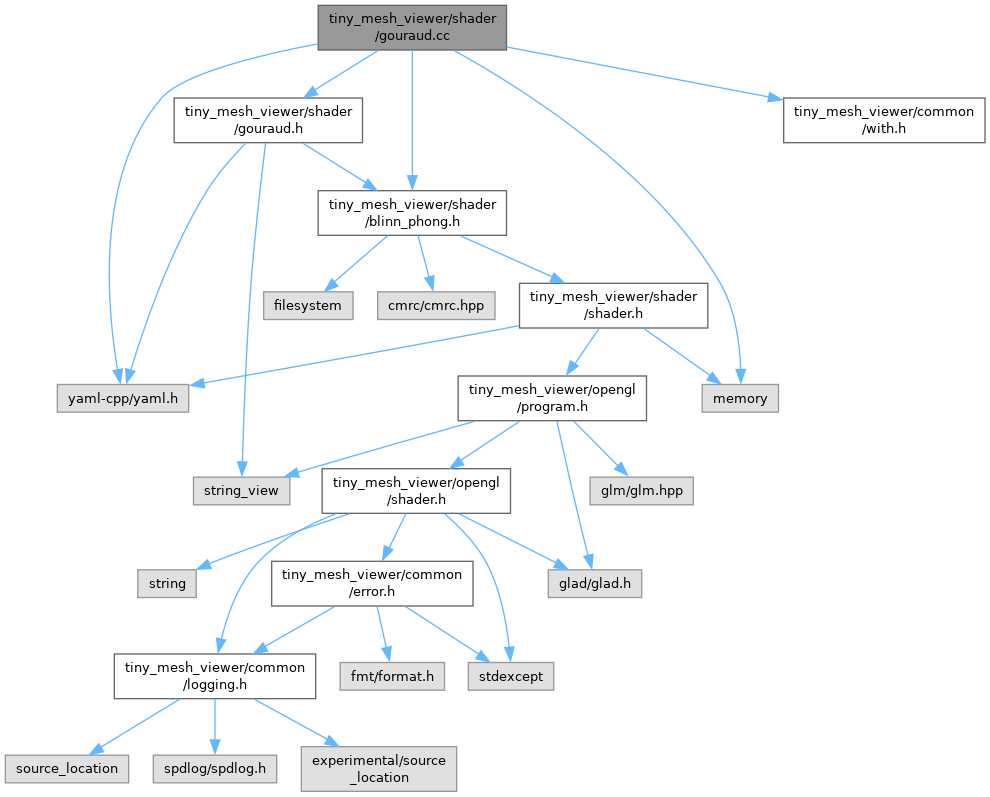 tiny_mesh_viewer/shader
/gouraud.cc
tiny_mesh_viewer/shader
/gouraud.h
tiny_mesh_viewer/common
/with.h
tiny_mesh_viewer/shader
/blinn_phong.h
filesystem
cmrc/cmrc.hpp
tiny_mesh_viewer/shader
/shader.h
yaml-cpp/yaml.h
tiny_mesh_viewer/opengl
/program.h
memory
string_view
tiny_mesh_viewer/opengl
/shader.h
glm/glm.hpp
string
tiny_mesh_viewer/common
/error.h
glad/glad.h
tiny_mesh_viewer/common
/logging.h
fmt/format.h
stdexcept
source_location
spdlog/spdlog.h
experimental/source
_location